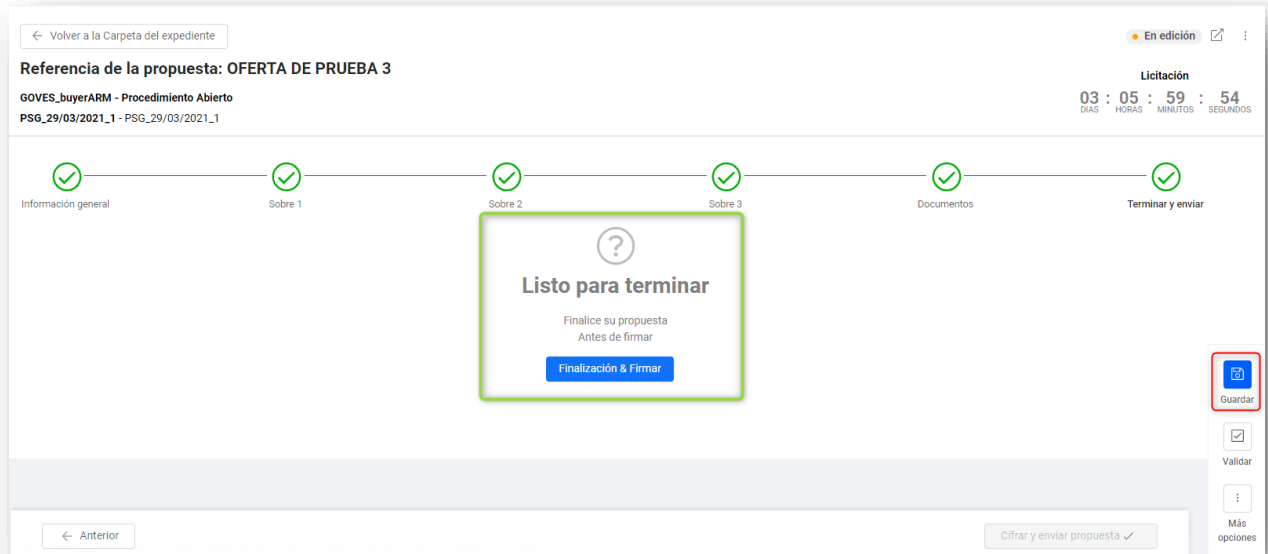 ← Volver a la Carpeta del expediente
En edición
Referencia de la propuesta: OFERTA DE PRUEBA 3
Licitación
GOVES_buyerARM - Procedimiento Abierto
03 : 05 : 59 : 54
DIAS HORAS MINUTOS SEGUNDOS
PSG_29/03/2021_1 - PSG_29/03/2021_1
Información general
Sobre 1
Sobre 2
Sobre 3
Documentos
Terminar y enviar
?
Listo para terminar
Finalice su propuesta
Antes de firmar
Finalización & Firmar
Guardar
Validar
Más
opciones
← Anterior
Cifrar y enviar propuesta ✓